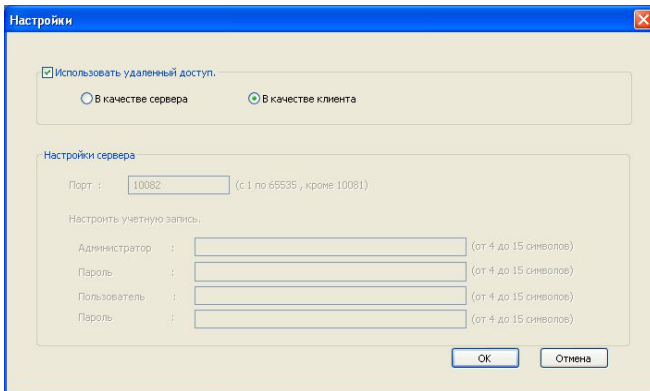 Настройки
Использовать удаленный доступ.
В качестве сервера В качестве клиента
Настройки сервера
Порт : 10082 (с 1 по 65535 , кроме 10081)
Настроить учетную запись.
Администратор : (от 4 до 15 символов)
Пароль : (от 4 до 15 символов)
Пользователь : (от 4 до 15 символов)
Пароль : (от 4 до 15 символов)
OK Отмена